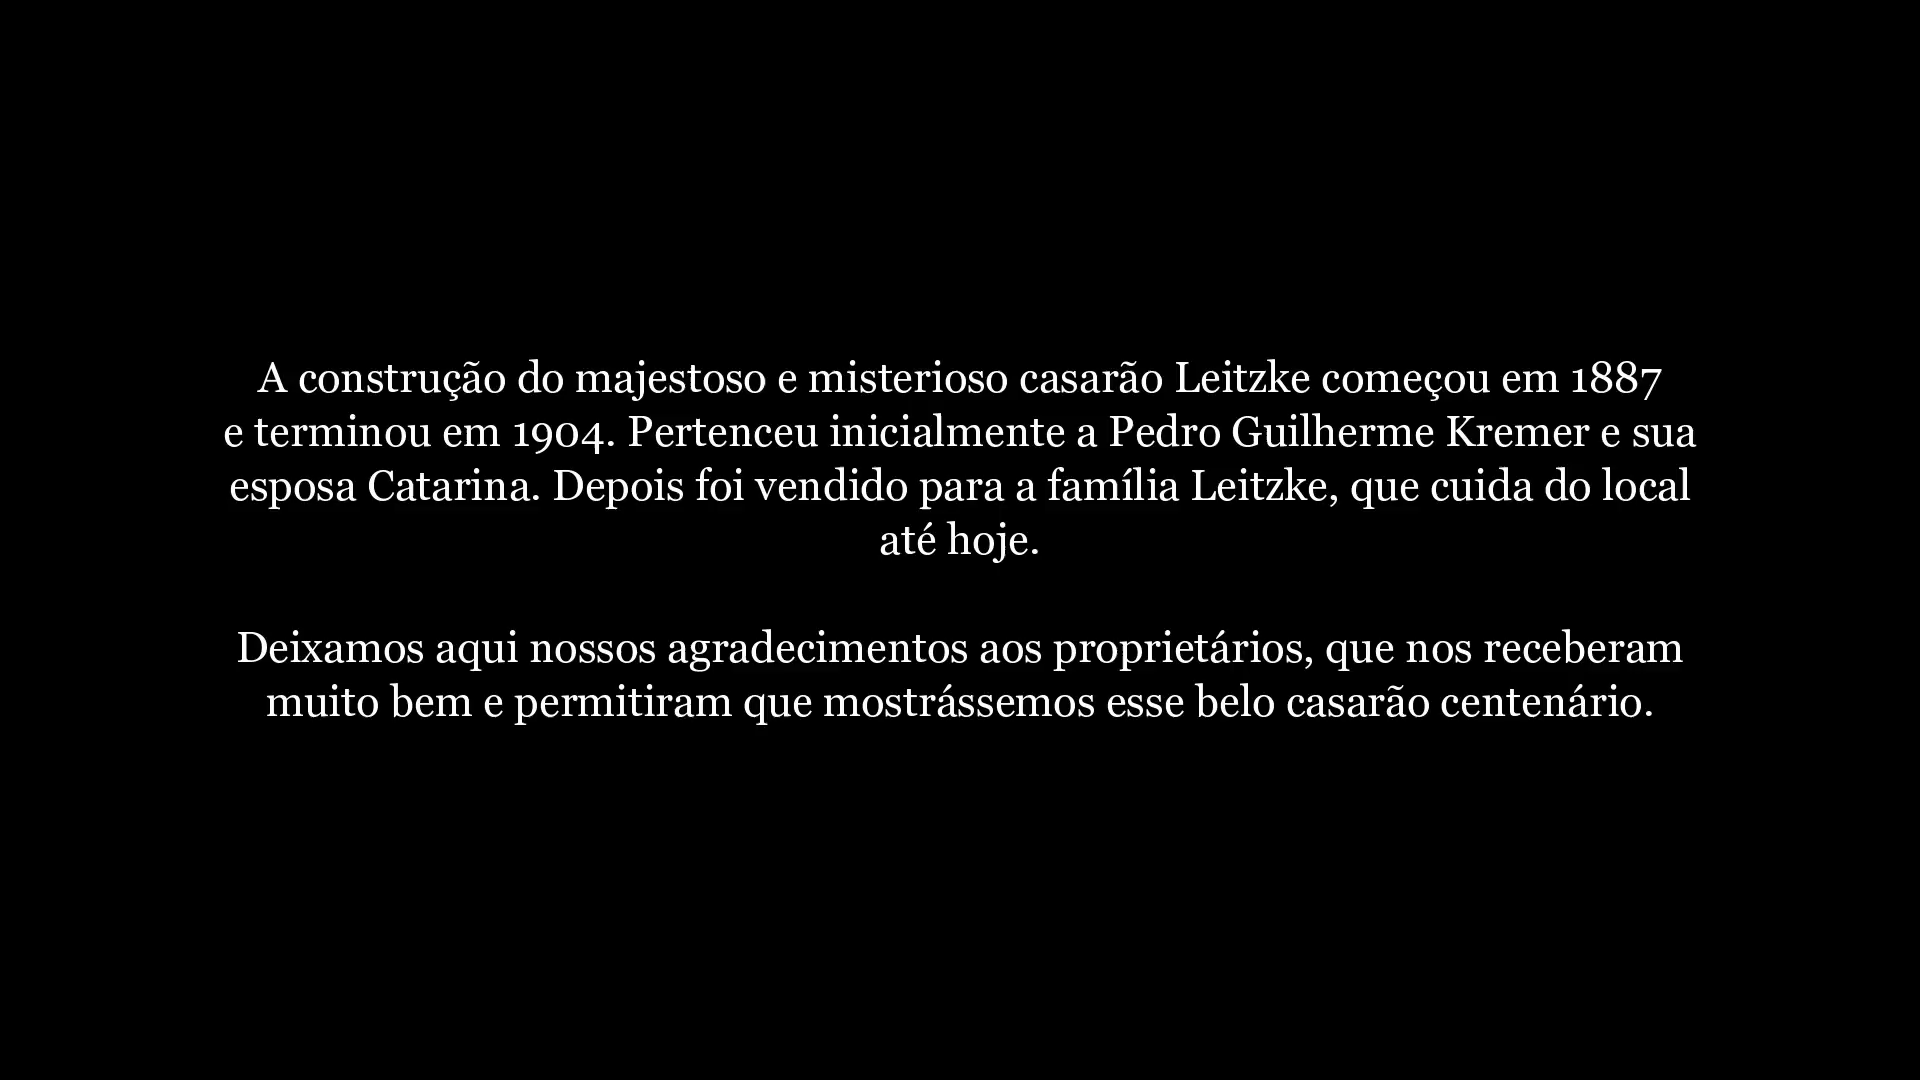 A construção do majestoso e misterioso casarão Leitzke começou em 1887
e terminou em 1904. Pertenceu inicialmente a Pedro Guilherme Kremer e sua
esposa Catarina. Depois foi vendido para a família Leitzke, que cuida do local
até hoje.
Deixamos aqui nossos agradecimentos aos proprietários, que nos receberam
muito bem e permitiram que mostrássemos esse belo casarão centenário.